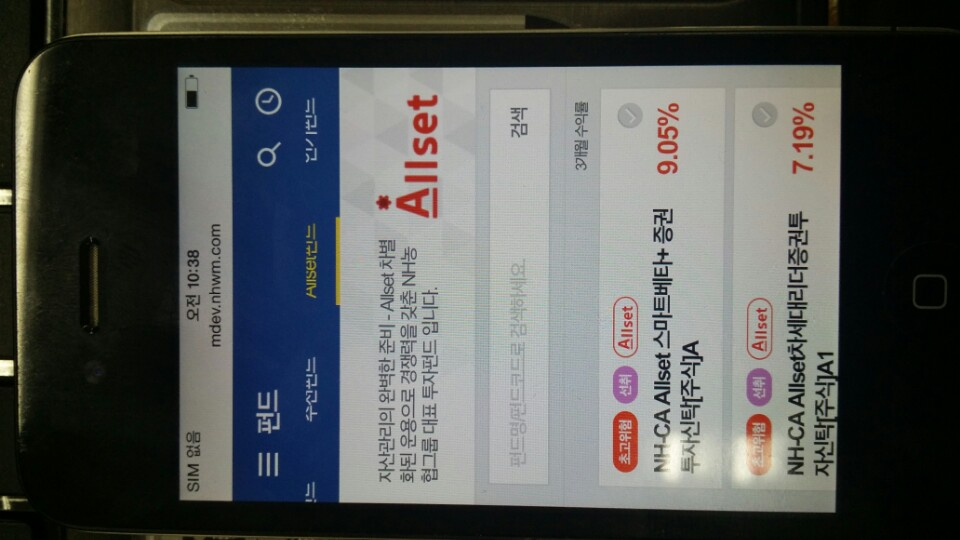 SIM 없음 오전 10:38
mdev.nhwm.com
펀드
Allset펀드
자산관리의 완벽한 준비 - Allset 차별
화된 운용으로 경쟁력을 갖춘 NH농
협그룹 대표 투자펀드 입니다.
Allset
펀드명/펀드코드로 검색하세요. 검색
3개월 수익률
초고위험 선취 Allset
NH-CA Allset 스마트베타+ 증권
투자신탁[주식]A
9.05%
초고위험 선취 Allset
NH-CA Allset차세대리더증권투
자신탁[주식]A1
7.19%